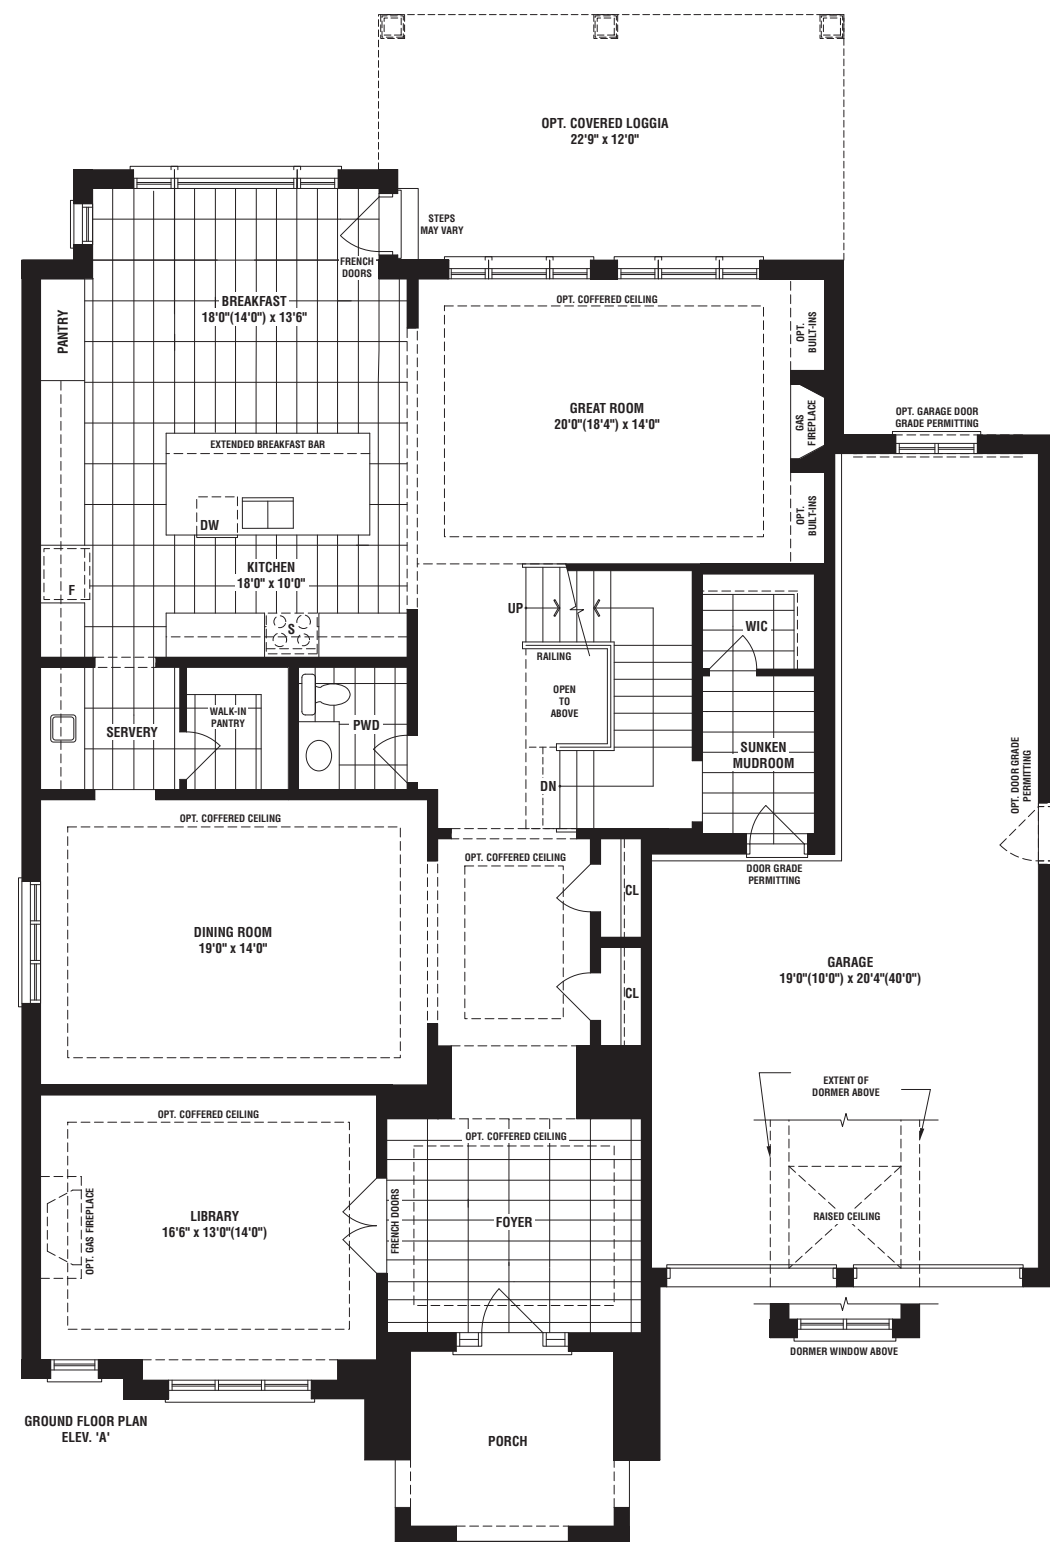 OPT. COVERED LOGGIA
22'9" x 12'0"
STEPS
MAY VARY
FRENCH
DOORS
BREAKFAST
18'0"(14'0") x 13'6"
PANTRY
OPT. COFFERED CEILING
OPT.
BUILT-INS
GREAT ROOM
20'0"(18'4") x 14'0"
GAS
FIREPLACE
OPT. GARAGE DOOR
GRADE PERMITTING
EXTENDED BREAKFAST BAR
DW
OPT.
BUILT-INS
KITCHEN
18'0" x 10'0"
F
S
UP
RAILING
OPEN
TO
ABOVE
DN
WIC
SUNKEN
MUDROOM
SERVERY
WALK-IN
PANTRY
PWD
OPT. DOOR GRADE
PERMITTING
OPT. COFFERED CEILING
OPT. COFFERED CEILING
DOOR GRADE
PERMITTING
CL
DINING ROOM
19'0" x 14'0"
GARAGE
19'0"(10'0") x 20'4"(40'0")
CL
EXTENT OF
DORMER ABOVE
OPT. COFFERED CEILING
OPT. COFFERED CEILING
OPT. GAS FIREPLACE
LIBRARY
16'6" x 13'0"(14'0")
FRENCH DOORS
FOYER
RAISED CEILING
DORMER WINDOW ABOVE
GROUND FLOOR PLAN
ELEV. 'A'
PORCH